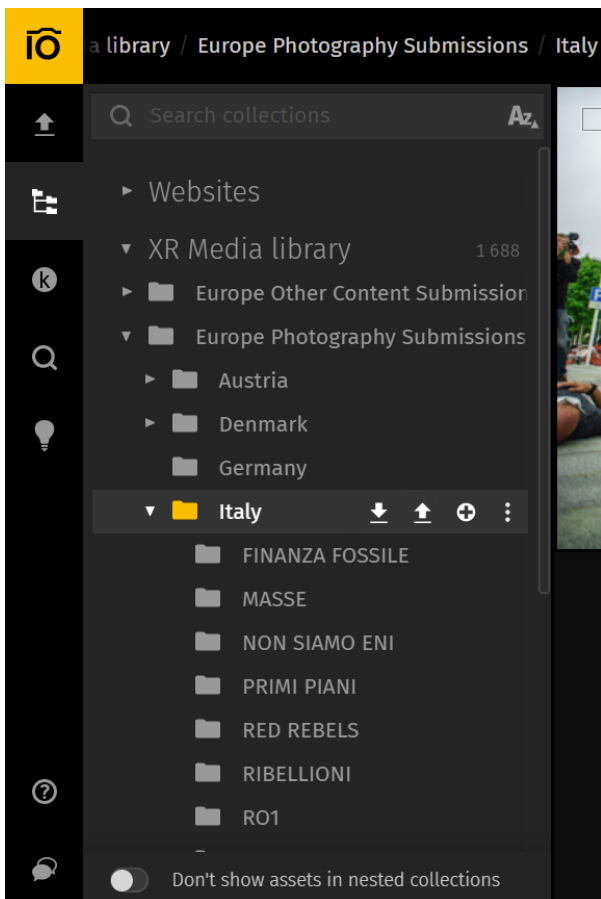 a library / Europe Photography Submissions / Italy
Search collections
Az
Websites
XR Media library 1 688
Europe Other Content Submission
Europe Photography Submissions
Austria
Denmark
Germany
Italy
FINANZA FOSSILE
MASSE
NON SIAMO ENI
PRIMI PIANI
RED REBELS
RIBELLIONI
RO1
Don't show assets in nested collections